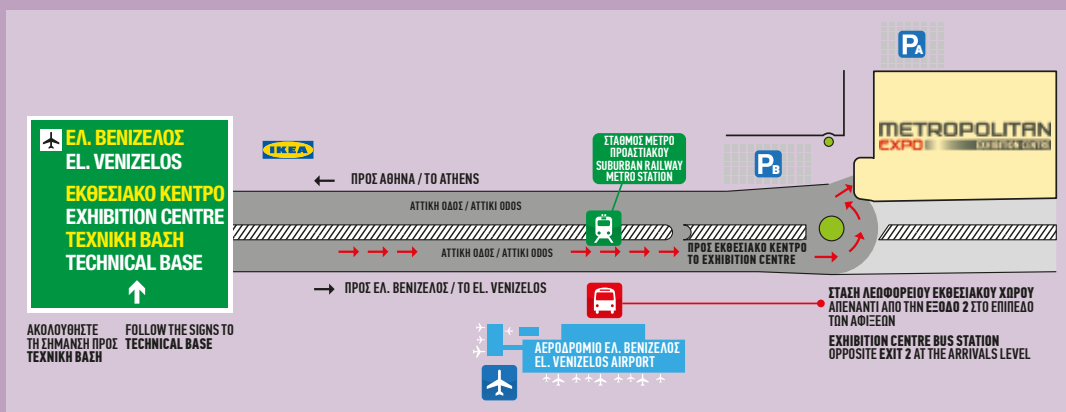 ΕΛ. ΒΕΝΙΖΕΛΟΣ
EL. VENIZELOS
ΕΚΘΕΣΙΑΚΟ ΚΕΝΤΡΟ
EXHIBITION CENTRE
ΤΕΧΝΙΚΗ ΒΑΣΗ
TECHNICAL BASE
ΑΚΟΛΟΥΘΗΣΤΕ
ΤΗ ΣΗΜΑΝΣΗ ΠΡΟΣ
ΤΕΧΝΙΚΗ ΒΑΣΗ
FOLLOW THE SIGNS TO
TECHNICAL BASE
IKEA
ΠΡΟΣ ΑΘΗΝΑ / TO ATHENS
ΑΤΤΙΚΗ ΟΔΟΣ / ATTIKI ODOS
ΑΤΤΙΚΗ ΟΔΟΣ / ATTIKI ODOS
ΠΡΟΣ ΕΛ. ΒΕΝΙΖΕΛΟΣ / TO EL. VENIZELOS
ΣΤΑΘΜΟΣ ΜΕΤΡΟ
ΠΡΟΑΣΤΙΑΚΟΥ
SUBURBAN RAILWAY
METRO STATION
ΠΡΟΣ ΕΚΘΕΣΙΑΚΟ ΚΕΝΤΡΟ
TO EXHIBITION CENTRE
PA
PB
METROPOLITAN
EXPO EXHIBITION CENTRE
ΑΕΡΟΔΡΟΜΙΟ ΕΛ. ΒΕΝΙΖΕΛΟΣ
EL. VENIZELOS AIRPORT
ΣΤΑΣΗ ΛΕΩΦΟΡΕΙΟΥ ΕΚΘΕΣΙΑΚΟΥ ΧΩΡΟΥ
ΑΠΕΝΑΝΤΙ ΑΠΟ ΤΗΝ ΕΞΟΔΟ 2 ΣΤΟ ΕΠΙΠΕΔΟ
ΤΩΝ ΑΦΙΞΕΩΝ
EXHIBITION CENTRE BUS STATION
OPPOSITE EXIT 2 AT THE ARRIVALS LEVEL